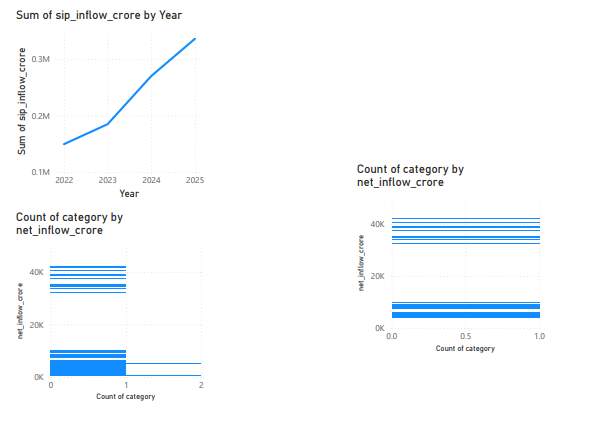 Sum of sip_inflow_crore by Year
Sum of sip_inflow_crore
0.3M
0.2M
0.1M
2022 2023 2024 2025
Year
Count of category by
net_inflow_crore
net_inflow_crore
40K
20K
0K
0 1 2
Count of category
Count of category by
net_inflow_crore
net_inflow_crore
40K
20K
0K
0.0 0.5 1.0
Count of category